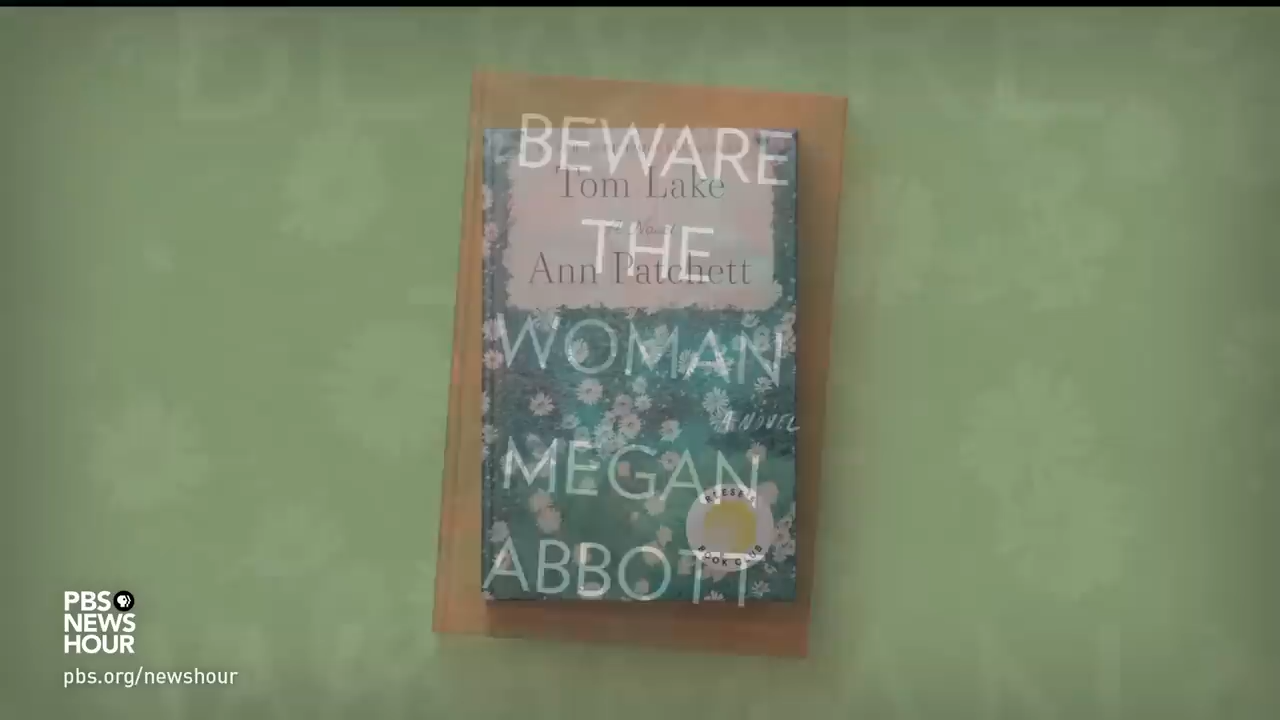 BEWARE
Tom Lake
THE
A Novel
Ann Patchett
WOMAN
A NOVEL
MEGAN
REESE'S
BOOK CLUB
ABBOTT
PBS
NEWS
HOUR
pbs.org/newshour